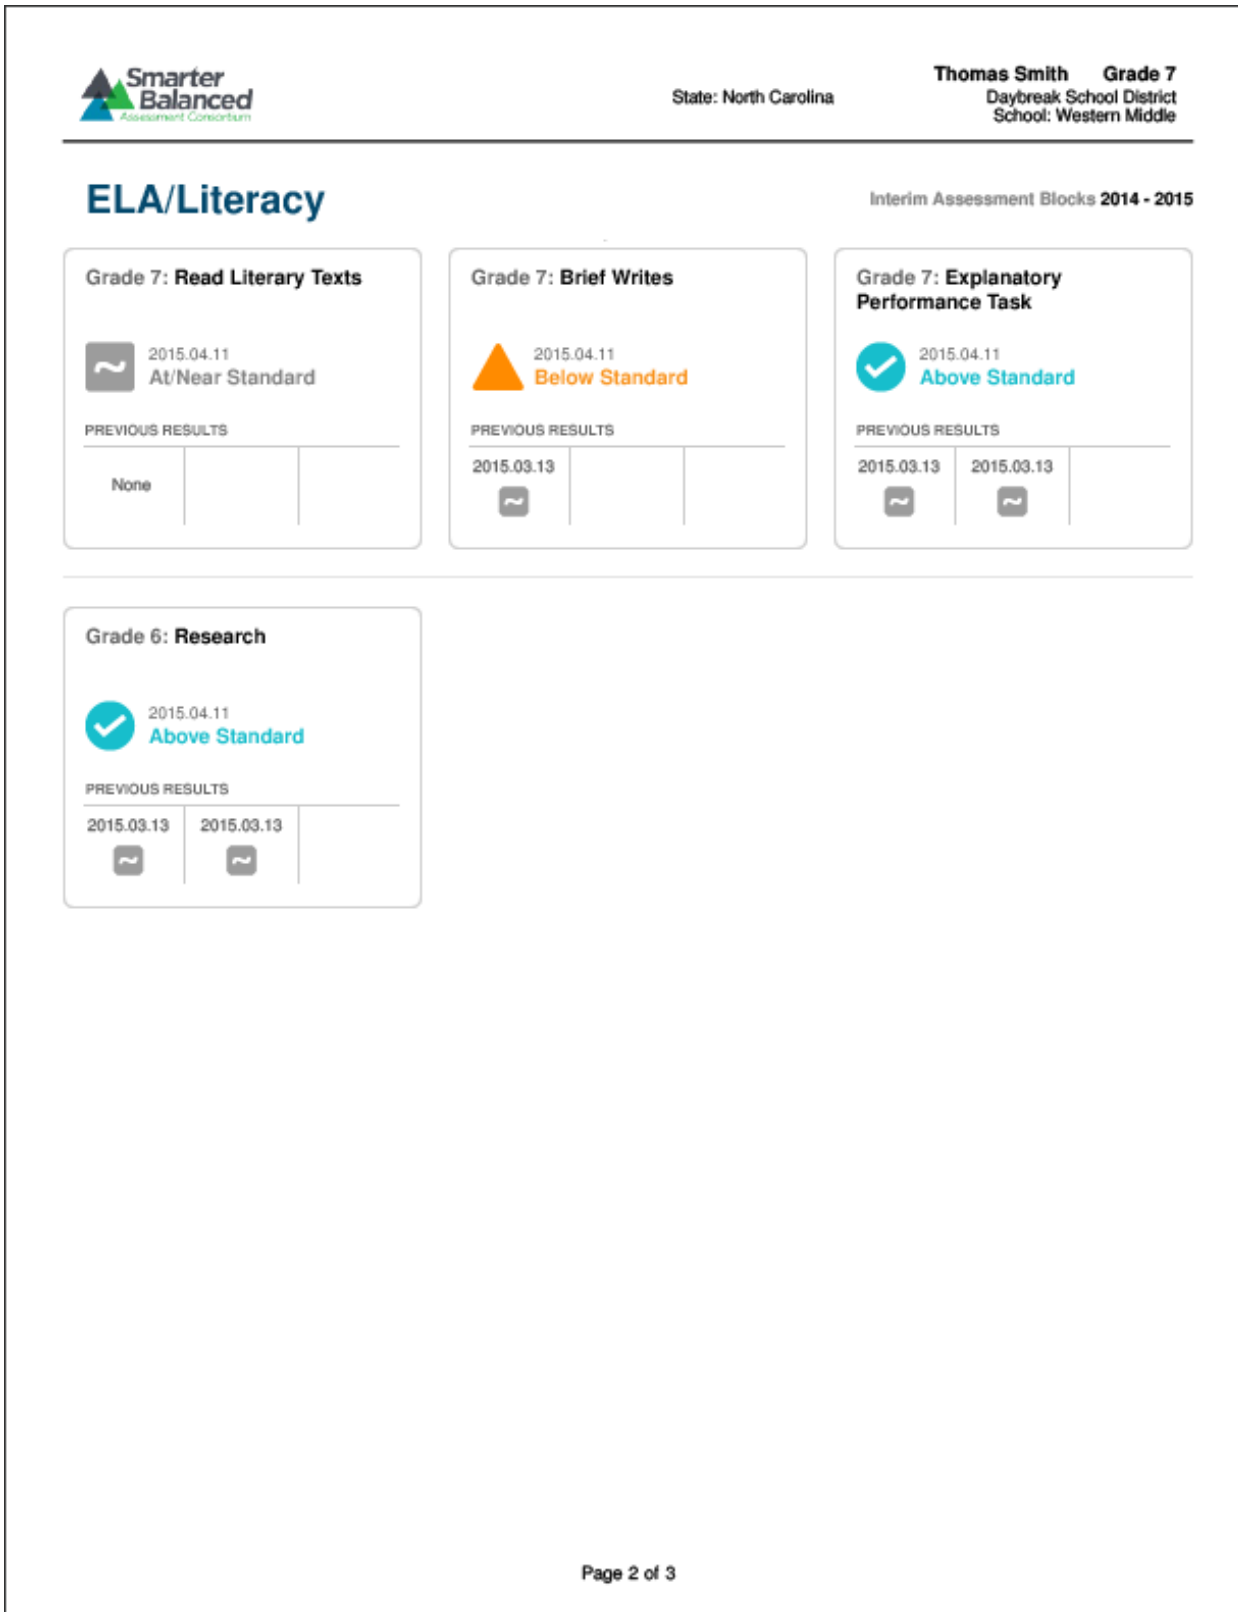 Smarter
Balanced
Assessment Consortium
State: North Carolina
Thomas Smith Grade 7
Daybreak School District
School: Western Middle
ELA/Literacy
Interim Assessment Blocks 2014 - 2015
Grade 7: Read Literary Texts
2015.04.11
At/Near Standard
PREVIOUS RESULTS
None
Grade 7: Brief Writes
2015.04.11
Below Standard
PREVIOUS RESULTS
2015.03.13
Grade 7: Explanatory
Performance Task
2015.04.11
Above Standard
PREVIOUS RESULTS
2015.03.13 2015.03.13
Grade 6: Research
2015.04.11
Above Standard
PREVIOUS RESULTS
2015.03.13 2015.03.13
Page 2 of 3